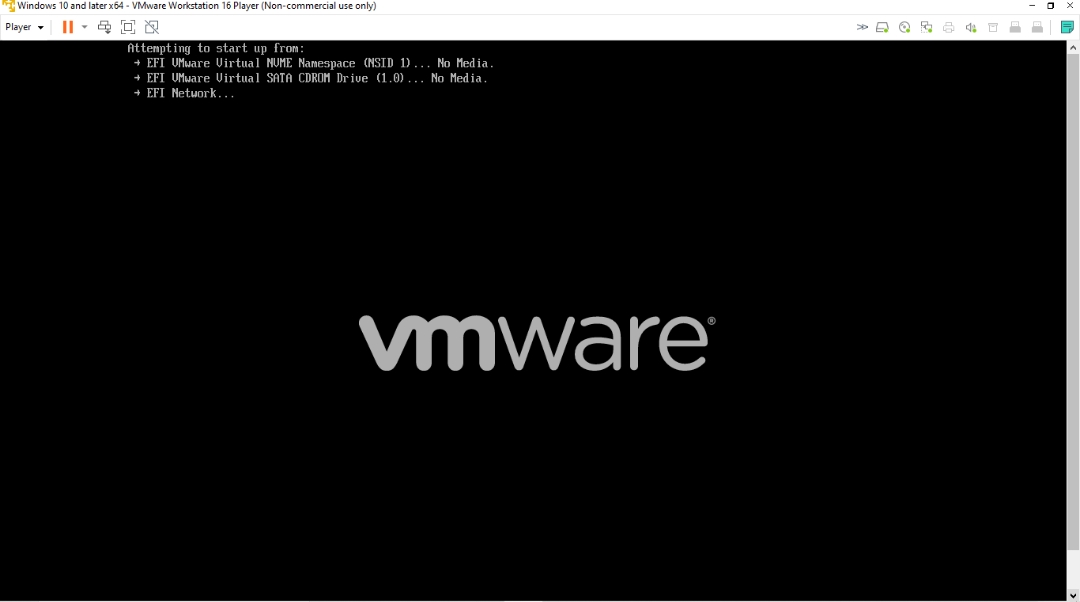 Windows 10 and later x64 - VMware Workstation 16 Player (Non-commercial use only)
Player
Attempting to start up from:
→ EFI VMware Virtual NVME Namespace (NSID 1)... No Media.
→ EFI VMware Virtual SATA CDROM Drive (1.0)... No Media.
→ EFI Network...
vmware®